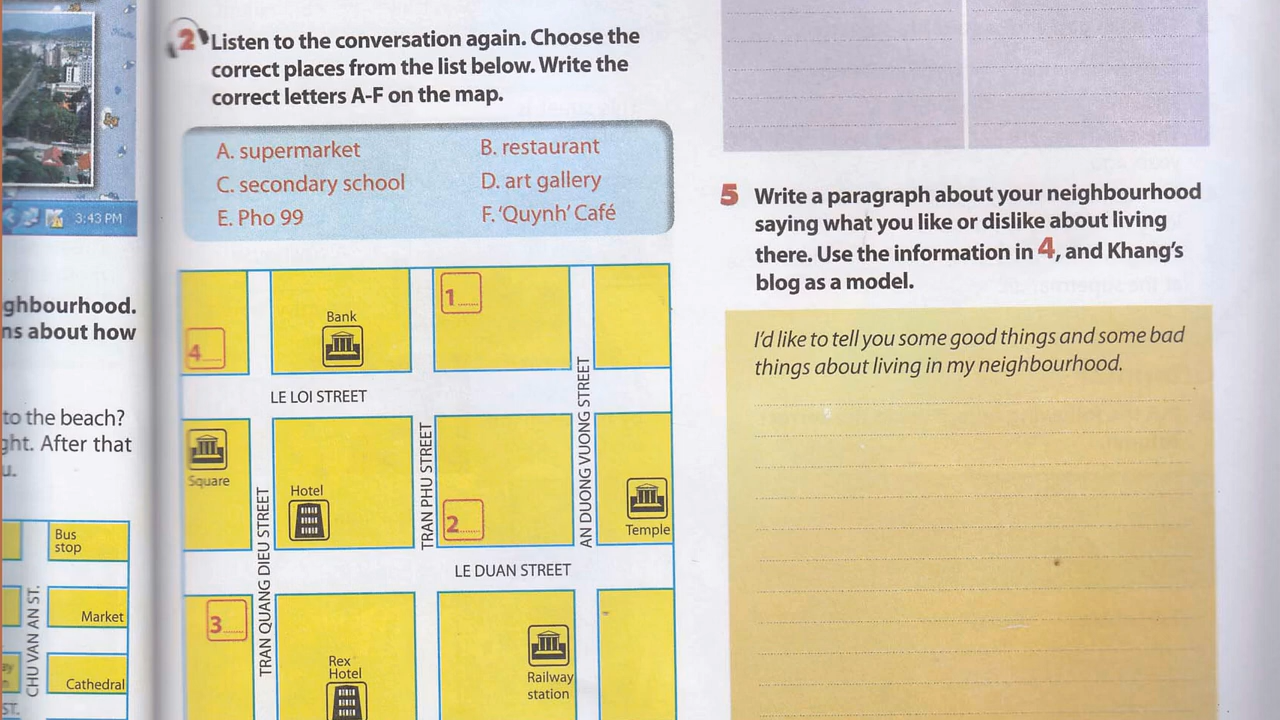 3:43 PM
ghbourhood.
ns about how
to the beach?
ght. After that
u.
Bus
stop
Market
Cathedral
CHU VAN AN ST.
ST.
2 Listen to the conversation again. Choose the
correct places from the list below. Write the
correct letters A-F on the map.
A. supermarket
B. restaurant
C. secondary school
D. art gallery
E. Pho 99
F. 'Quynh' Café
1......
Bank
4......
LE LOI STREET
Square
Hotel
TRAN PHU STREET
AN DUONG VUONG STREET
2......
Temple
TRAN QUANG DIEU STREET
LE DUAN STREET
3......
Rex
Hotel
Railway
station
5 Write a paragraph about your neighbourhood
saying what you like or dislike about living
there. Use the information in 4, and Khang's
blog as a model.
I'd like to tell you some good things and some bad
things about living in my neighbourhood.